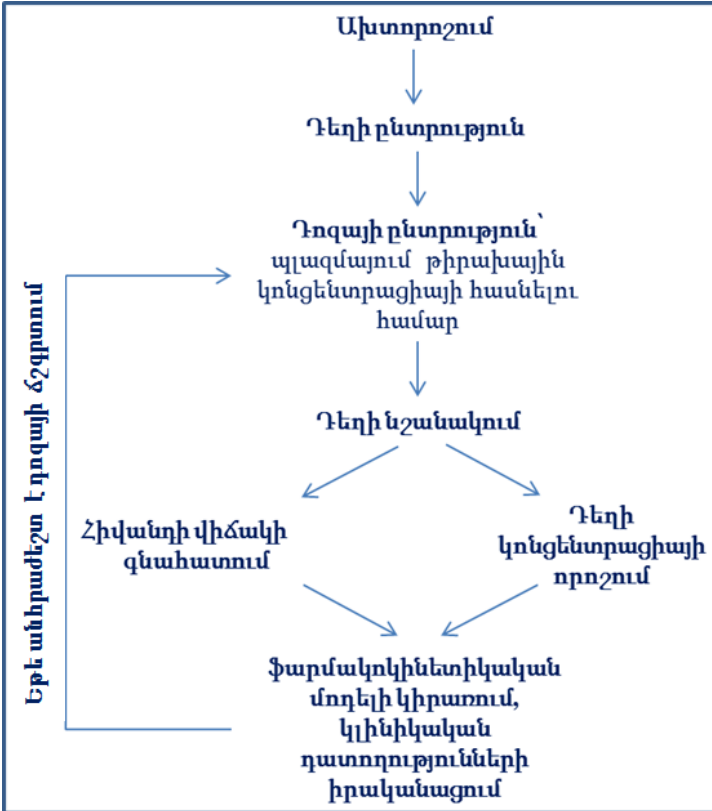 Ախտորոշում
Դեղի ընտրություն
Դոզայի ընտրություն՝
պլազմայում թիրախային
կոնցենտրացիայի հասնելու
համար
Դեղի նշանակում
Հիվանդի վիճակի
գնահատում
Դեղի
կոնցենտրացիայի
որոշում
ֆարմակոկինետիկական
մոդելի կիրառում,
կլինիկական
դատողությունների
իրականացում
Եթե անհրաժեշտ է դոզայի ճշգրտում